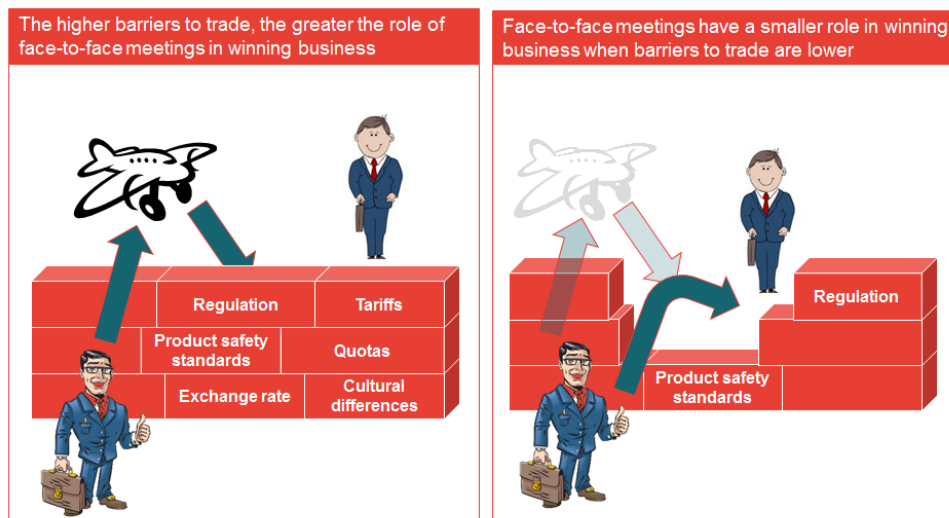 The higher barriers to trade, the greater the role of
face-to-face meetings in winning business
Regulation
Tariffs
Product safety
standards
Quotas
Exchange rate
Cultural
differences
Face-to-face meetings have a smaller role in winning
business when barriers to trade are lower
Regulation
Product safety
standards